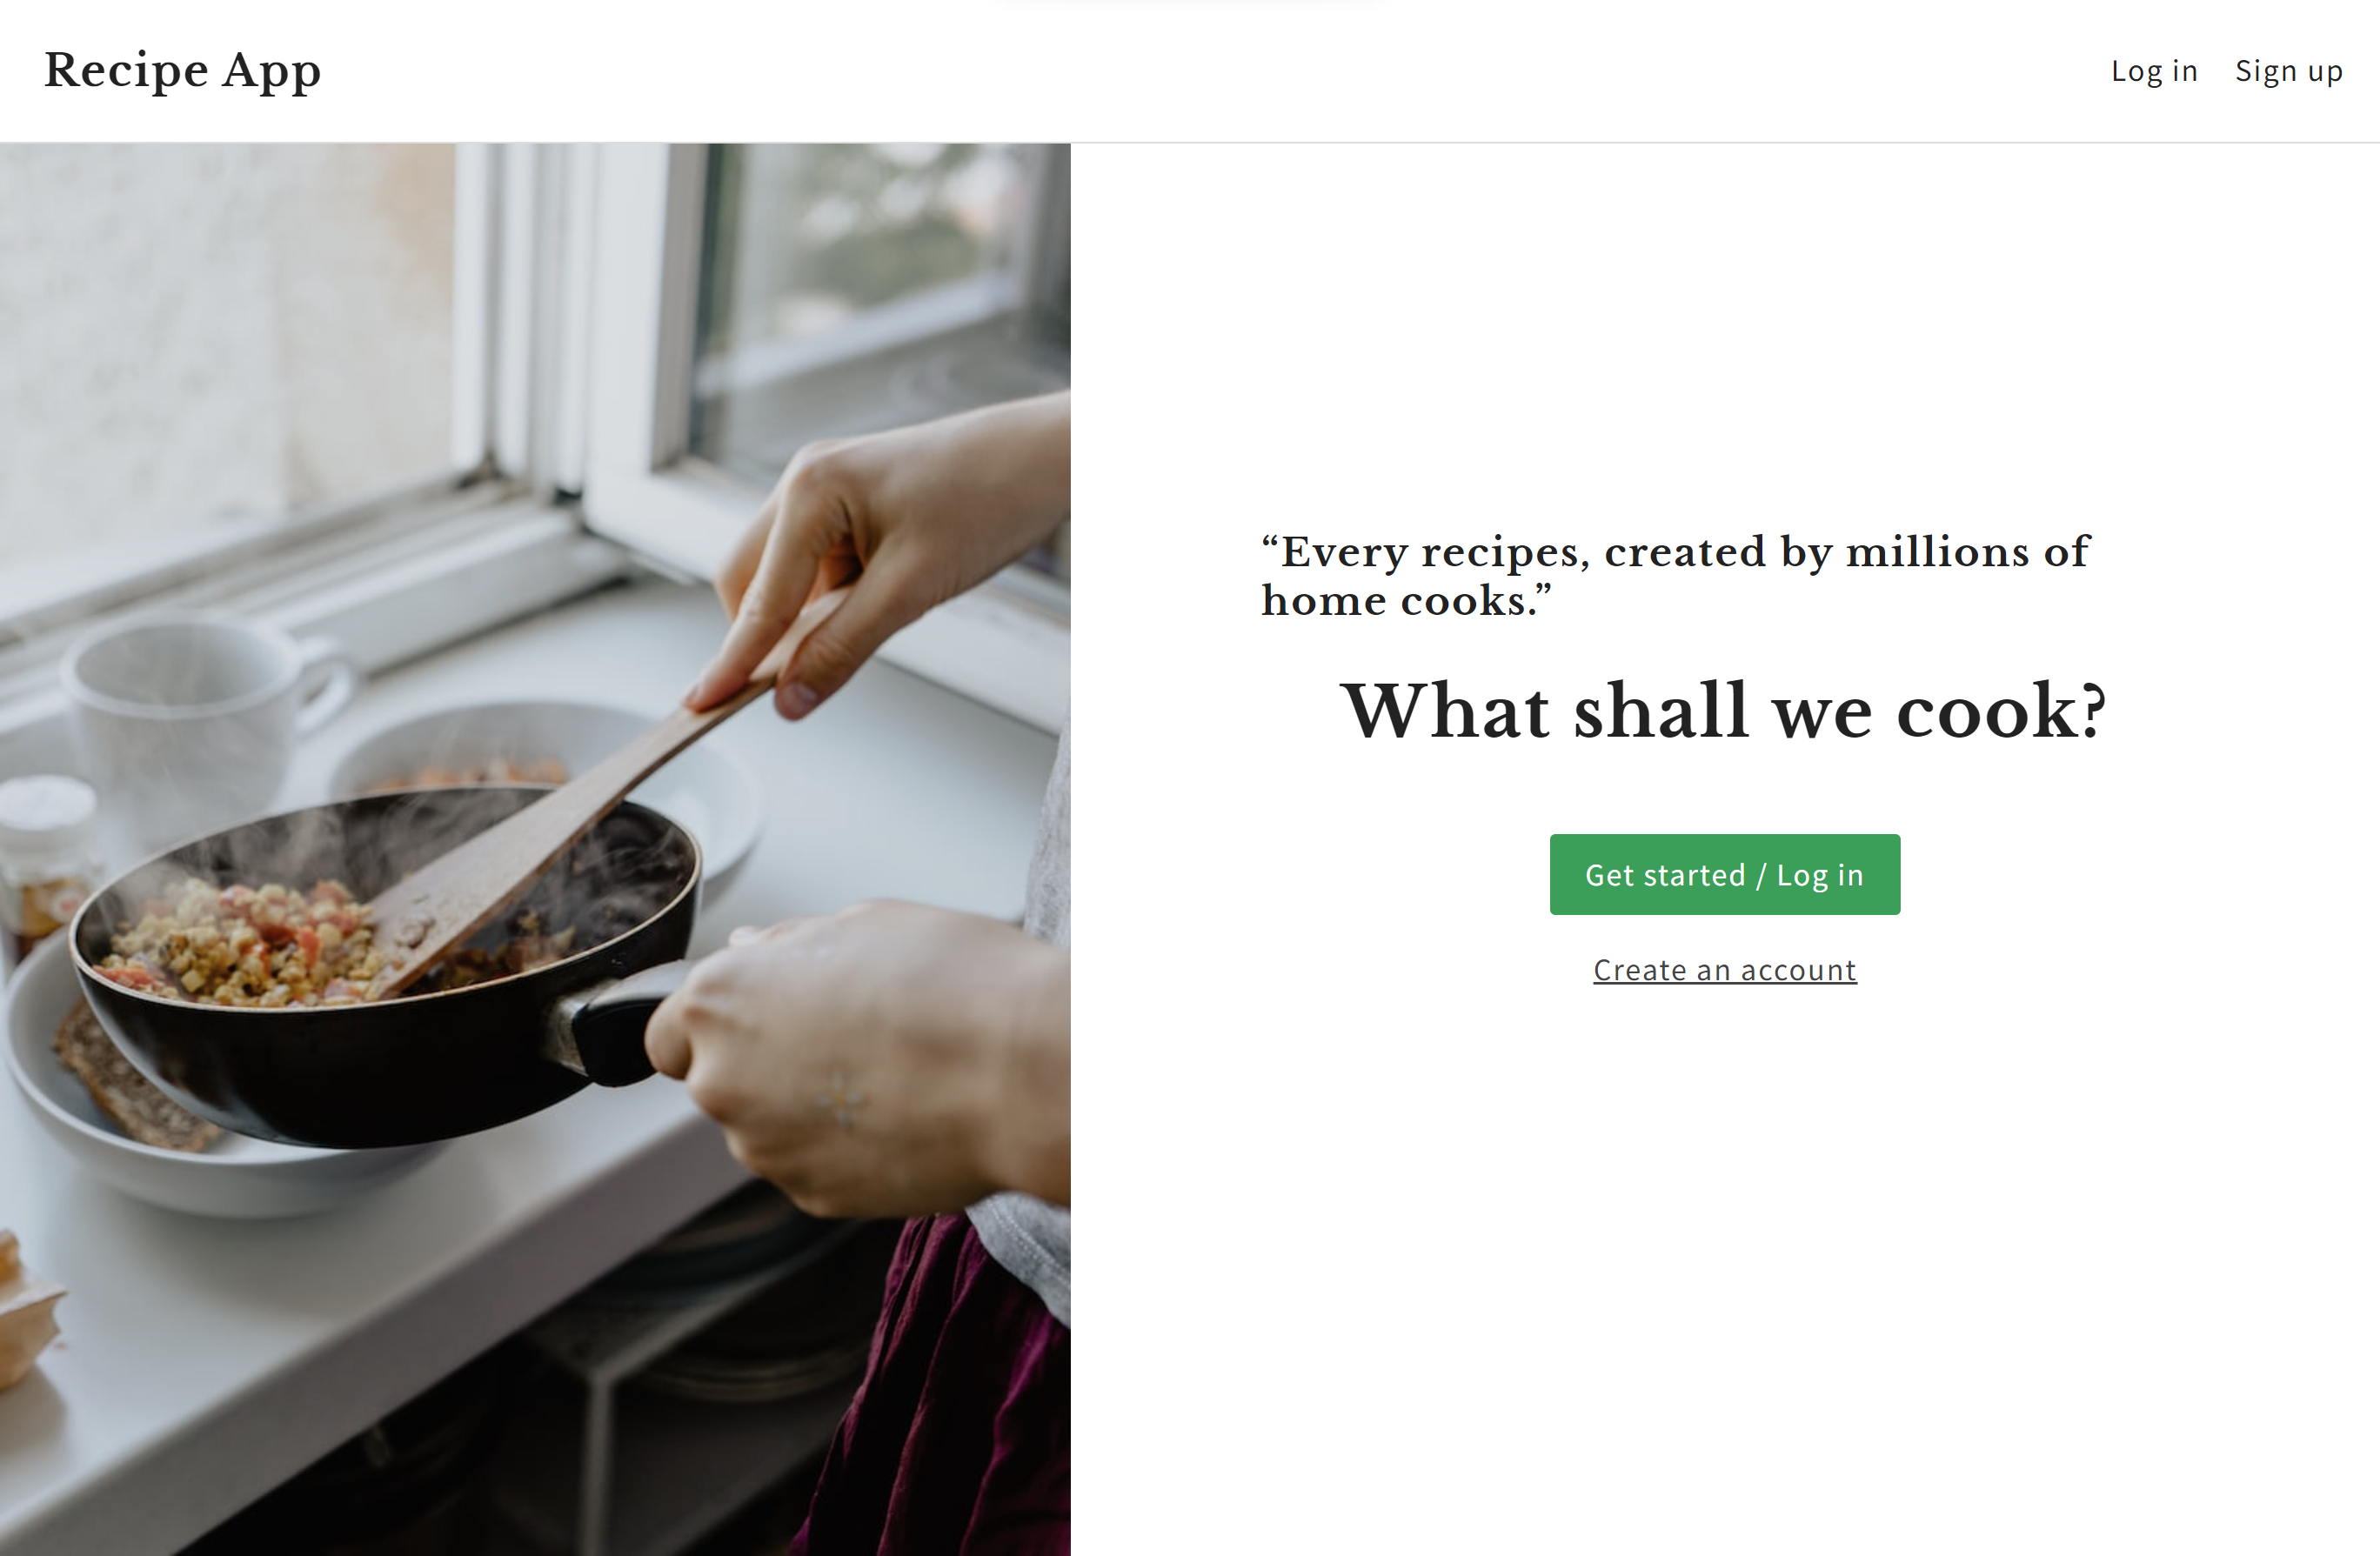 Recipe App
Log in
Sign up
“Every recipes, created by millions of
home cooks.”
What shall we cook?
Get started / Log in
Create an account